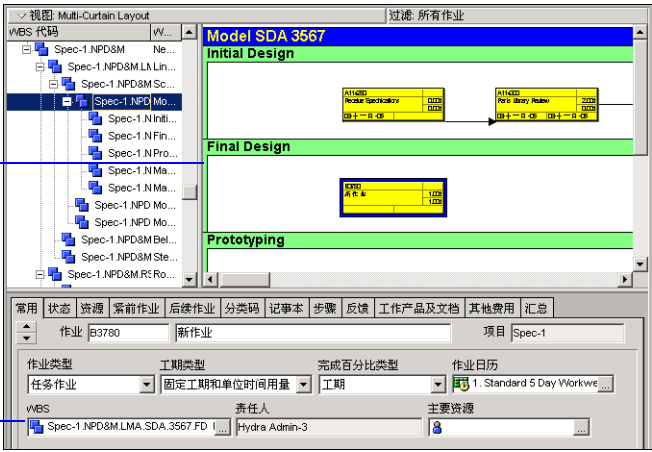 视图: Multi-Curtain Layout
过滤: 所有作业
WBS 代码 W...
Spec-1.NPD&M Ne...
Spec-1.NPD&M.LM Lin...
Spec-1.NPD&M Sc...
Spec-1.NPD Mo...
Spec-1.N Initi...
Spec-1.N Fin...
Spec-1.N Pro...
Spec-1.N Ma...
Spec-1.N Ma...
Spec-1.NPD Mo...
Spec-1.NPD Mo...
Spec-1.NPD&M Bel...
Spec-1.NPD&M Ste...
Spec-1.NPD&M.RS Ro...
Model SDA 3567
Initial Design
Receive Specifications
Parts Library Review
Final Design
B3780
新作业
Prototyping
常用 状态 资源 紧前作业 后续作业 分类码 记事本 步骤 反馈 工作产品及文档 其他费用 汇总
作业 B3780 新作业 项目 Spec-1
作业类型 工期类型 完成百分比类型 作业日历
任务作业 固定工期和单位时间用量 工期 1. Standard 5 Day Workwe ...
WBS 责任人 主要资源
Spec-1.NPD&M.LMA.SDA.3567.FD ... Hydra Admin-3 ...